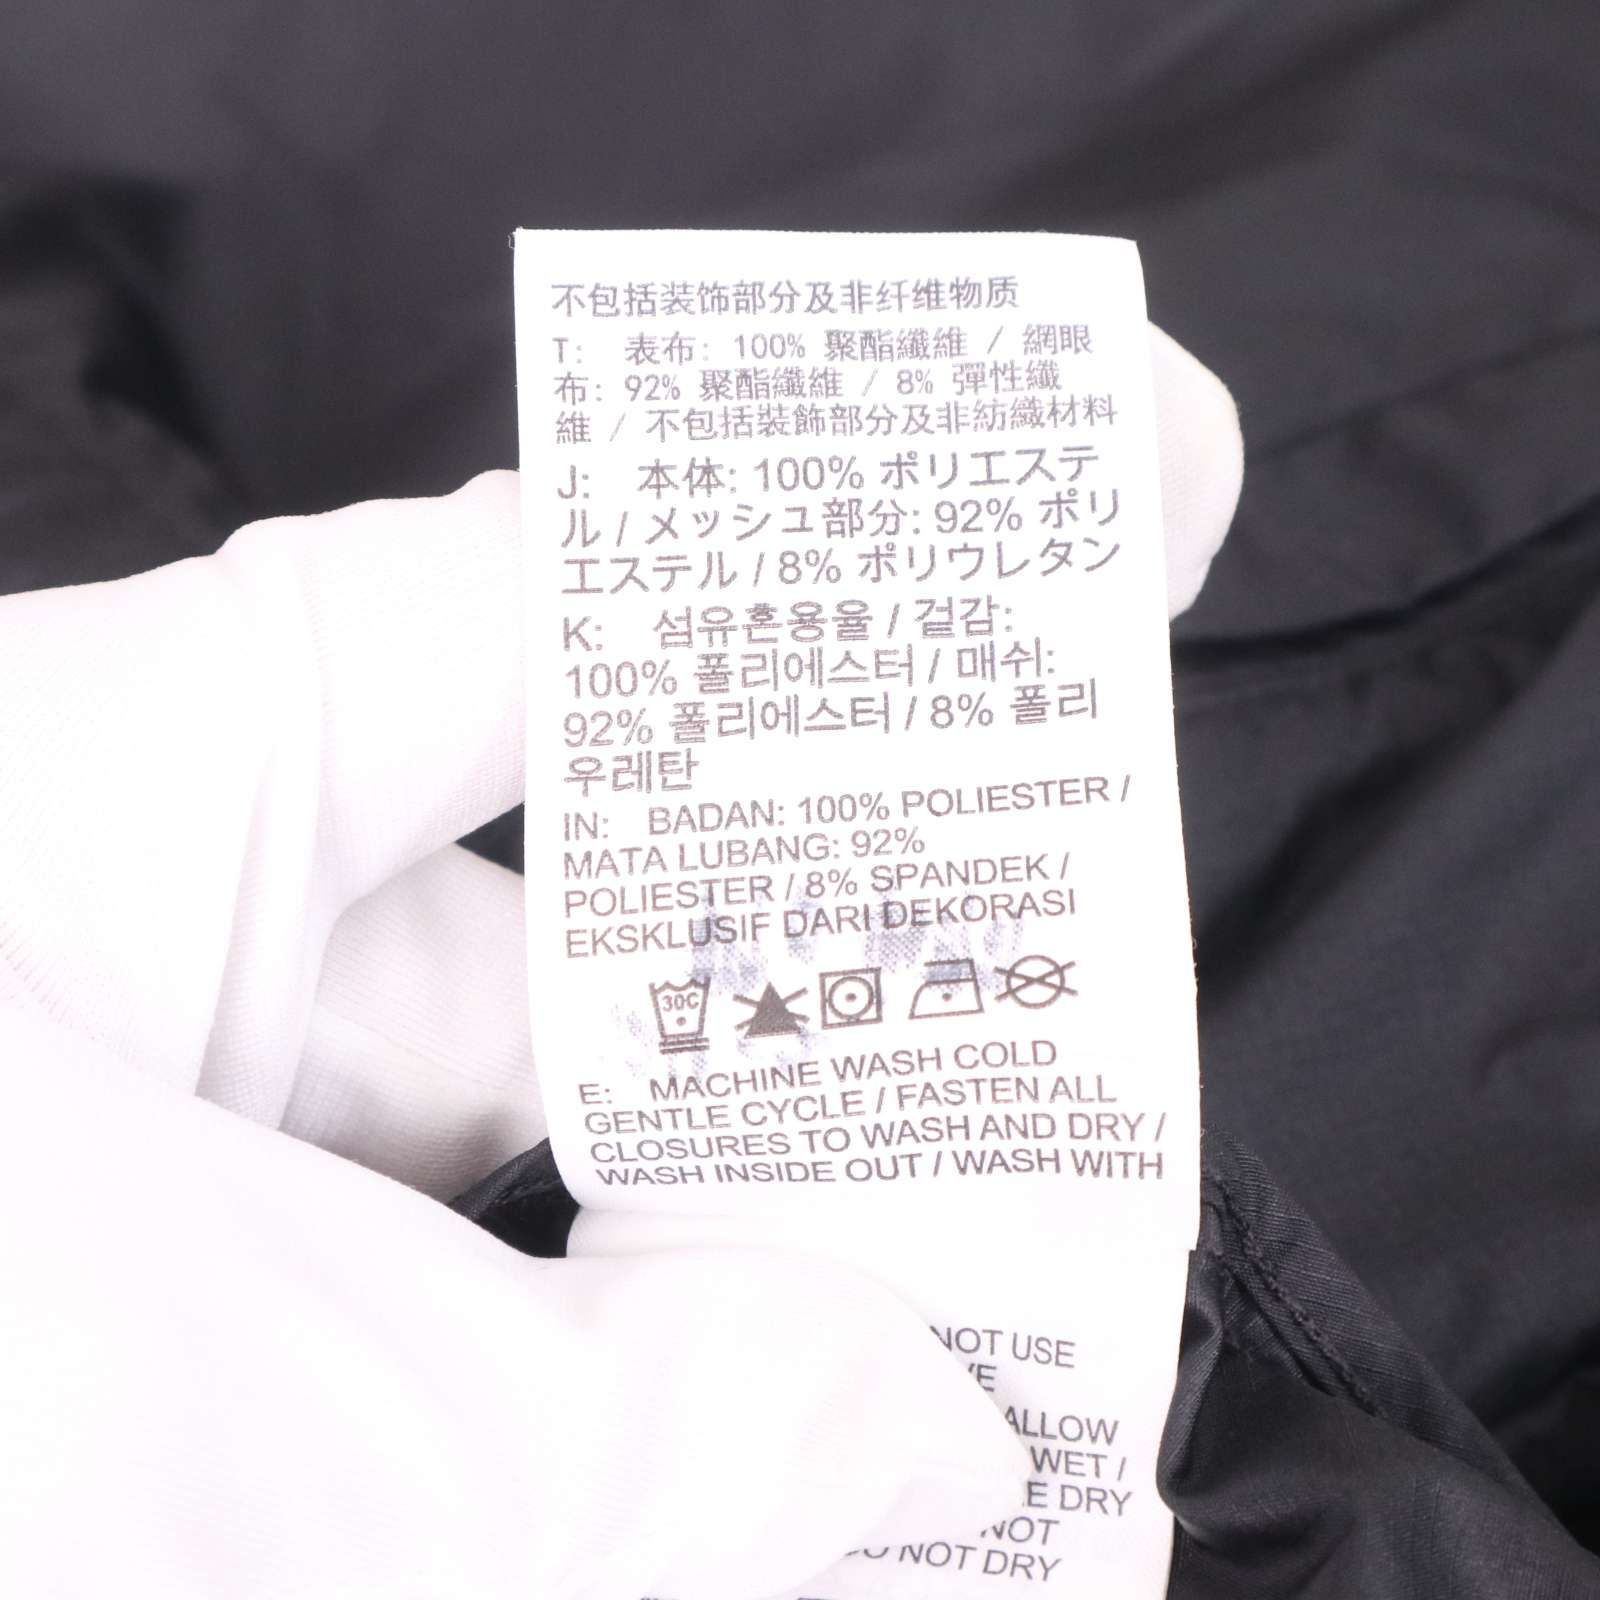 不包括装饰部分及非纤维物质
T: 表布: 100% 聚酯纖維 / 網眼
布: 92% 聚酯纖維 / 8% 彈性纖
維 / 不包括裝飾部分及非紡織材料
J: 本体: 100% ポリエステ
ル / メッシュ部分: 92% ポリ
エステル / 8% ポリウレタン
K: 섬유혼용율 / 겉감:
100% 폴리에스터 / 매쉬:
92% 폴리에스터 / 8% 폴리
우레탄
IN: BADAN: 100% POLIESTER /
MATA LUBANG: 92%
POLIESTER / 8% SPANDEK /
EKSKLUSIF DARI DEKORASI
30C
E: MACHINE WASH COLD
GENTLE CYCLE / FASTEN ALL
CLOSURES TO WASH AND DRY /
WASH INSIDE OUT / WASH WITH
NOT USE
ALLOW
WET /
DRY
NOT
NOT DRY